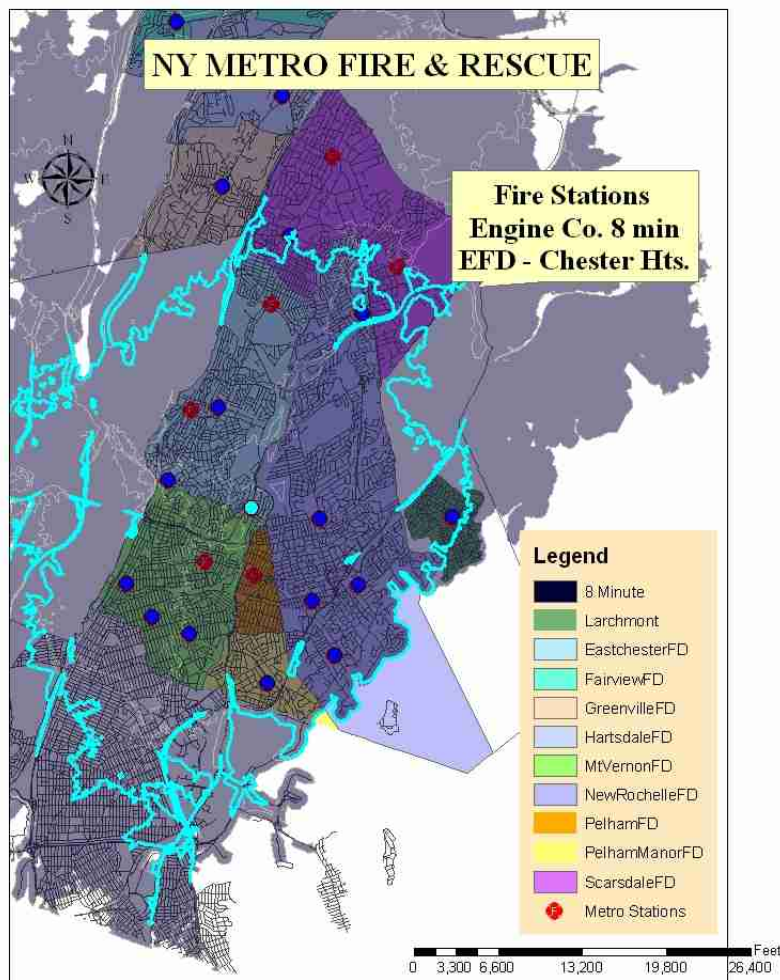 NY METRO FIRE & RESCUE
N
W E
S
Fire Stations
Engine Co. 8 min
EFD - Chester Hts.
Legend
8 Minute
Larchmont
EastchesterFD
FairviewFD
GreenvilleFD
HartsdaleFD
MtVernonFD
NewRochelleFD
PelhamFD
PelhamManorFD
ScarsdaleFD
F Metro Stations
Feet
0 3,300 6,600 13,200 19,800 26,400